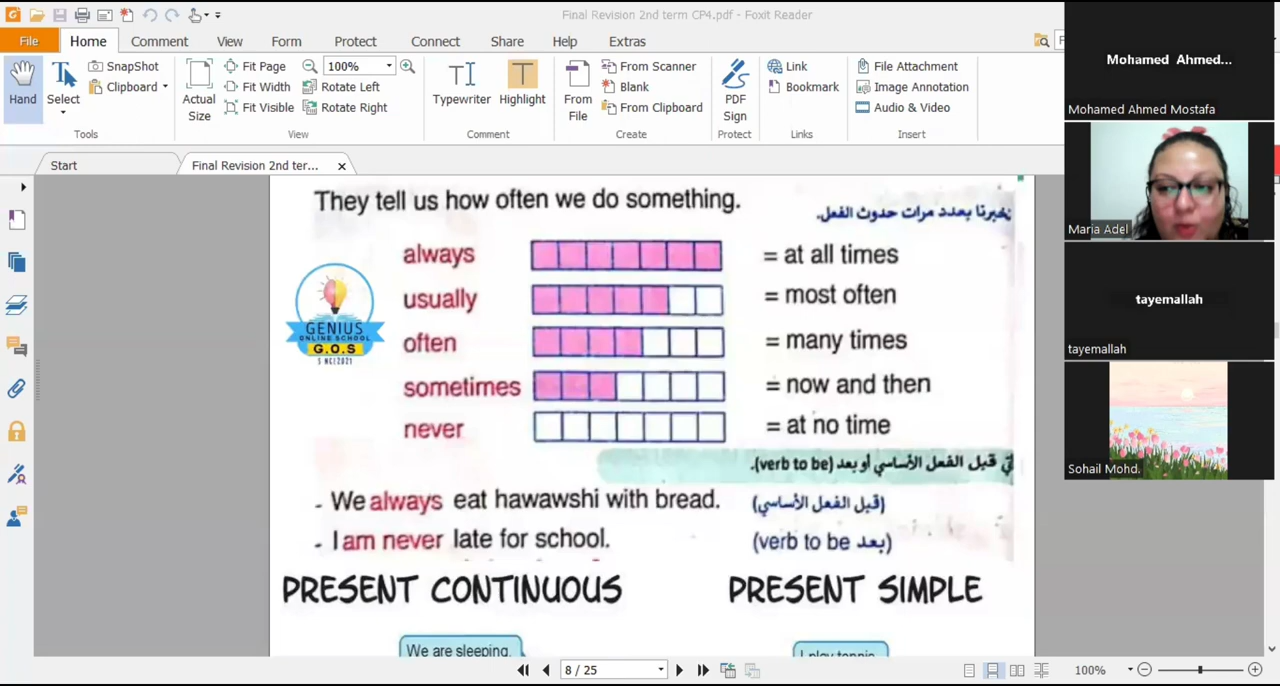 Final Revision 2nd term CP4.pdf - Foxit Reader
File Home Comment View Form Protect Connect Share Help Extras
Hand
Select
SnapShot
Clipboard
Tools
Actual Size
Fit Page
Fit Width
Fit Visible
100%
Rotate Left
Rotate Right
View
Typewriter
Highlight
Comment
From File
From Scanner
Blank
From Clipboard
Create
PDF Sign
Protect
Link
Bookmark
Links
File Attachment
Image Annotation
Audio & Video
Insert
Start
Final Revision 2nd ter...
They tell us how often we do something.
تخبرنا بعدد مرات حدوث الفعل.
always = at all times
usually = most often
often = many times
sometimes = now and then
never = at no time
GENIUS
ONLINE SCHOOL
G.O.S
قبل الفعل الأساسي أو بعد (verb to be).
- We always eat hawawshi with bread. (قبل الفعل الأساسي)
- I am never late for school. (بعد verb to be)
PRESENT CONTINUOUS PRESENT SIMPLE
We are sleeping.
I play tennis
8 / 25
100%
Mohamed Ahmed...
Mohamed Ahmed Mostafa
Maria Adel
tayemallah
tayemallah
Sohail Mohd.